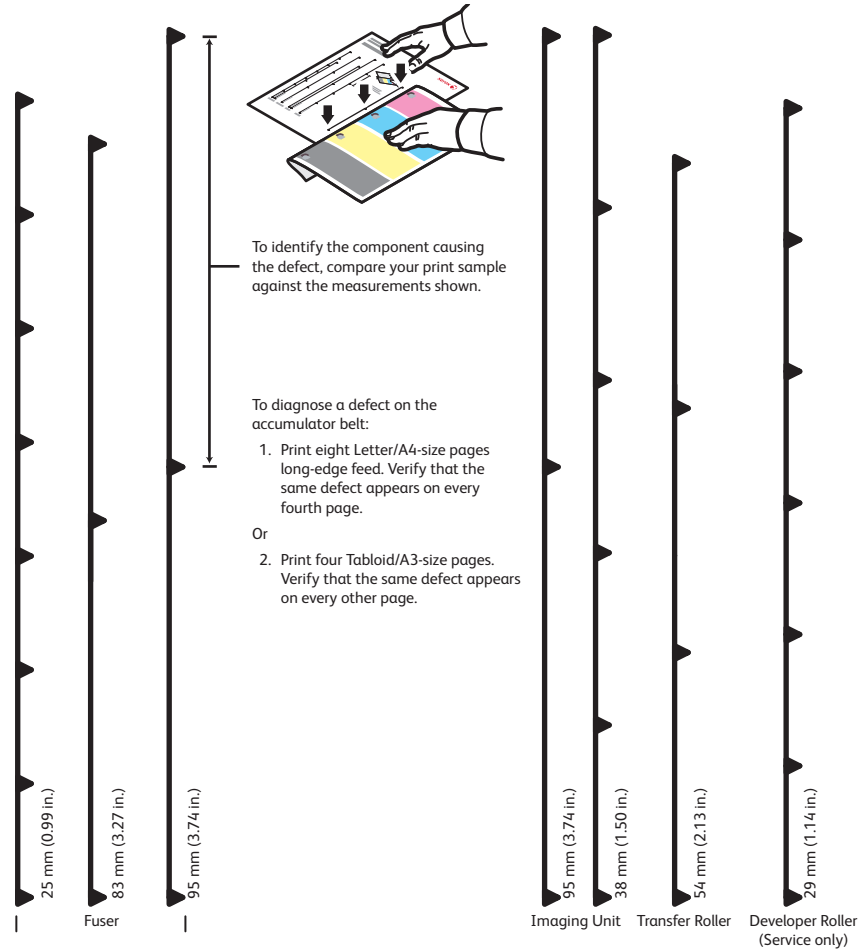 To identify the component causing
the defect, compare your print sample
against the measurements shown.
To diagnose a defect on the
accumulator belt:
1. Print eight Letter/A4-size pages
long-edge feed. Verify that the
same defect appears on every
fourth page.
Or
2. Print four Tabloid/A3-size pages.
Verify that the same defect appears
on every other page.
25 mm (0.99 in.)
83 mm (3.27 in.)
95 mm (3.74 in.)
95 mm (3.74 in.)
38 mm (1.50 in.)
54 mm (2.13 in.)
29 mm (1.14 in.)
Fuser
Imaging Unit
Transfer Roller
Developer Roller
(Service only)